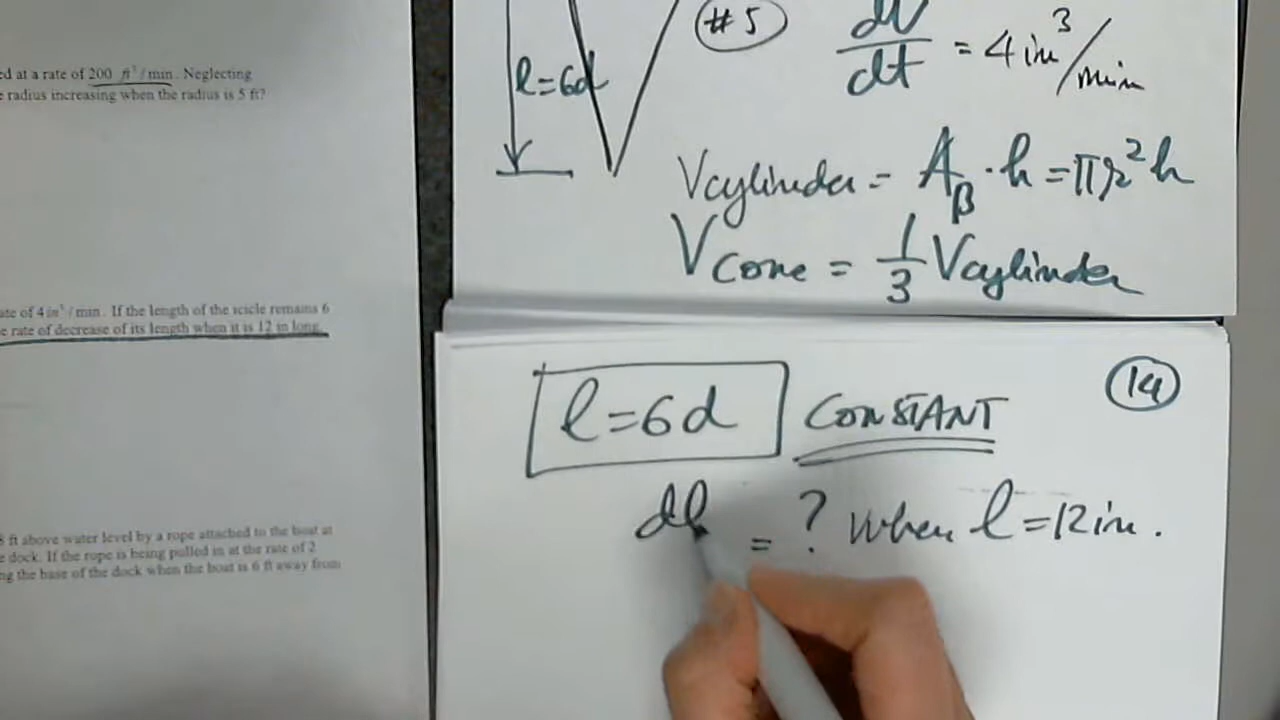 ed at a rate of 200 ft³/min. Neglecting
e radius increasing when the radius is 5 ft?
ate of 4 in³/min. If the length of the icicle remains 6
e rate of decrease of its length when it is 12 in long.
8 ft above water level by a rope attached to the boat at
e dock. If the rope is being pulled in at the rate of 2
ng the base of the dock when the boat is 6 ft away from
#5
dV/dt = 4 in³/min
l=6d
Vcylinder = A_B · h = πr²h
Vcone = 1/3 Vcylinder
14
l=6d CONSTANT
dl = ? When l=12in.